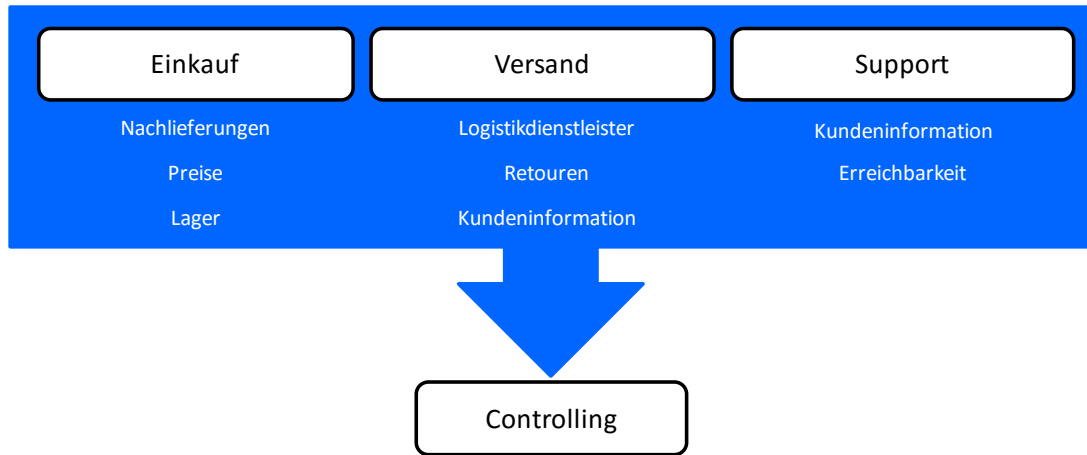 Einkauf
Nachlieferungen
Preise
Lager
Versand
Logistikdienstleister
Retouren
Kundeninformation
Support
Kundeninformation
Erreichbarkeit
Controlling